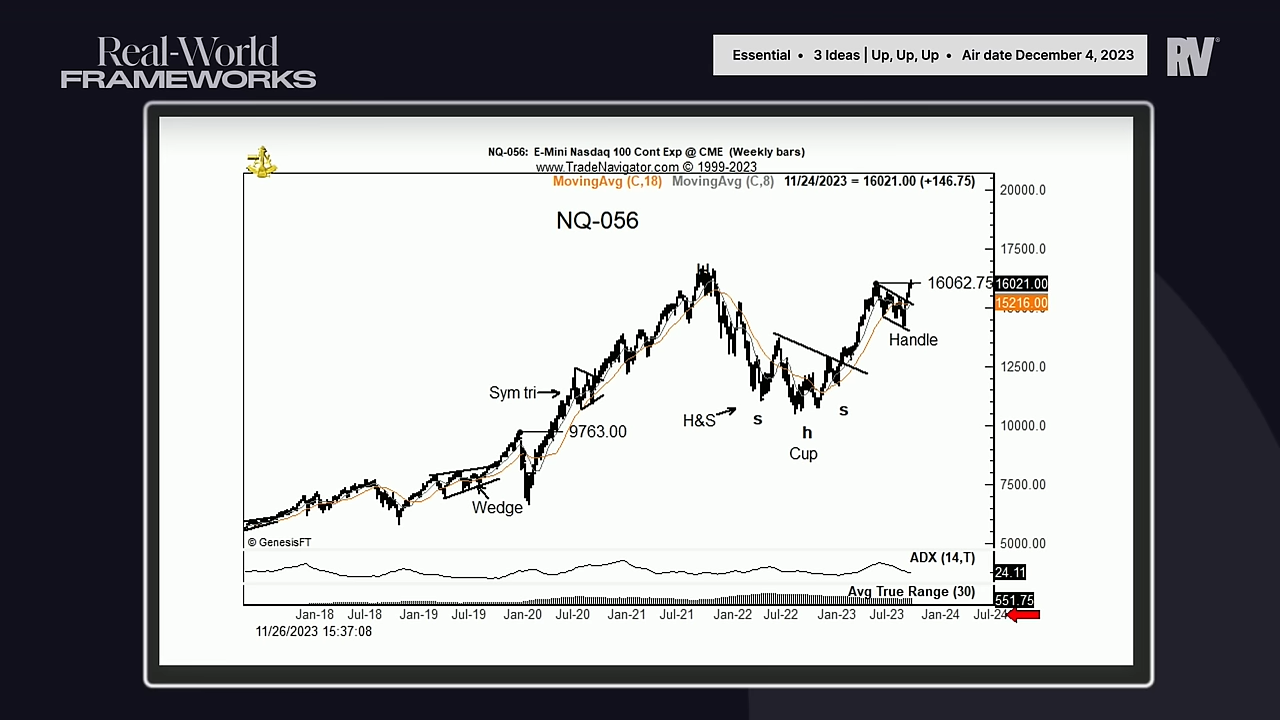 Real-World
FRAMEWORKS
Essential • 3 Ideas | Up, Up, Up • Air date December 4, 2023
RV®
NQ-056: E-Mini Nasdaq 100 Cont Exp @ CME (Weekly bars)
www.TradeNavigator.com © 1999-2023
MovingAvg (C,18) MovingAvg (C,8) 11/24/2023 = 16021.00 (+146.75)
20000.0
NQ-056
17500.0
16062.75
16021.00
15216.00
Handle
12500.0
Sym tri
H&S
s
s
10000.0
9763.00
h
Cup
7500.00
Wedge
5000.00
© GenesisFT
ADX (14,T)
24.11
Avg True Range (30)
551.75
Jan-18 Jul-18 Jan-19 Jul-19 Jan-20 Jul-20 Jan-21 Jul-21 Jan-22 Jul-22 Jan-23 Jul-23 Jan-24 Jul-24
11/26/2023 15:37:08